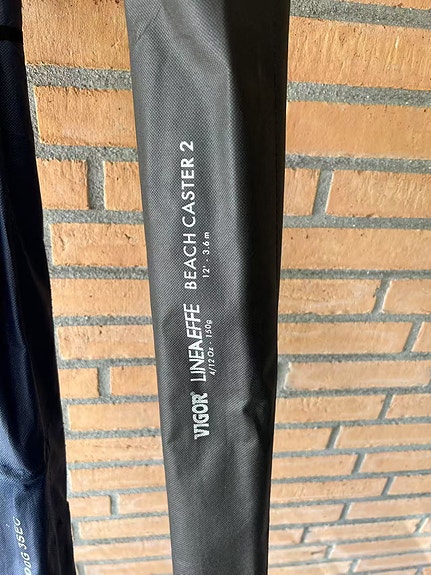 VIGOR LINEAEFFE BEACH CASTER 2
4/12 Oz. - 150g
12' - 3.6 m